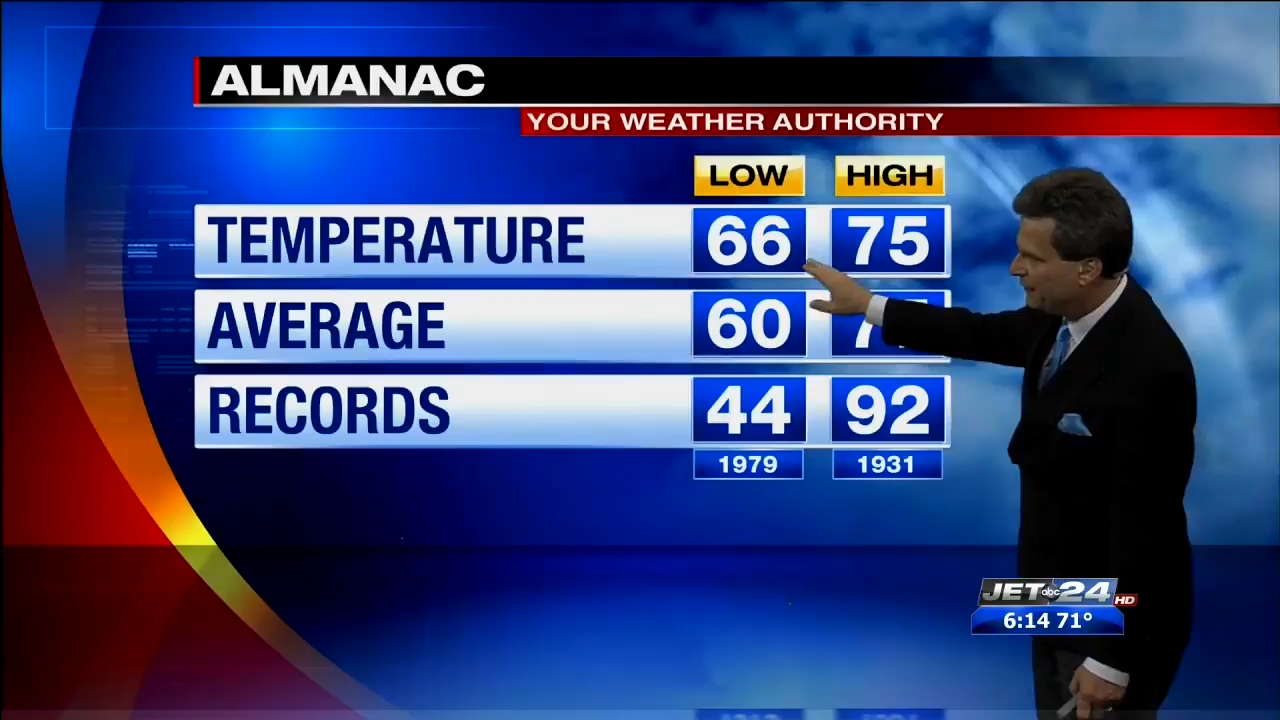 ALMANAC
YOUR WEATHER AUTHORITY
LOW HIGH
TEMPERATURE 66 75
AVERAGE 60
RECORDS 44 92
1979 1931
JET abc 24 HD
6:14 71°